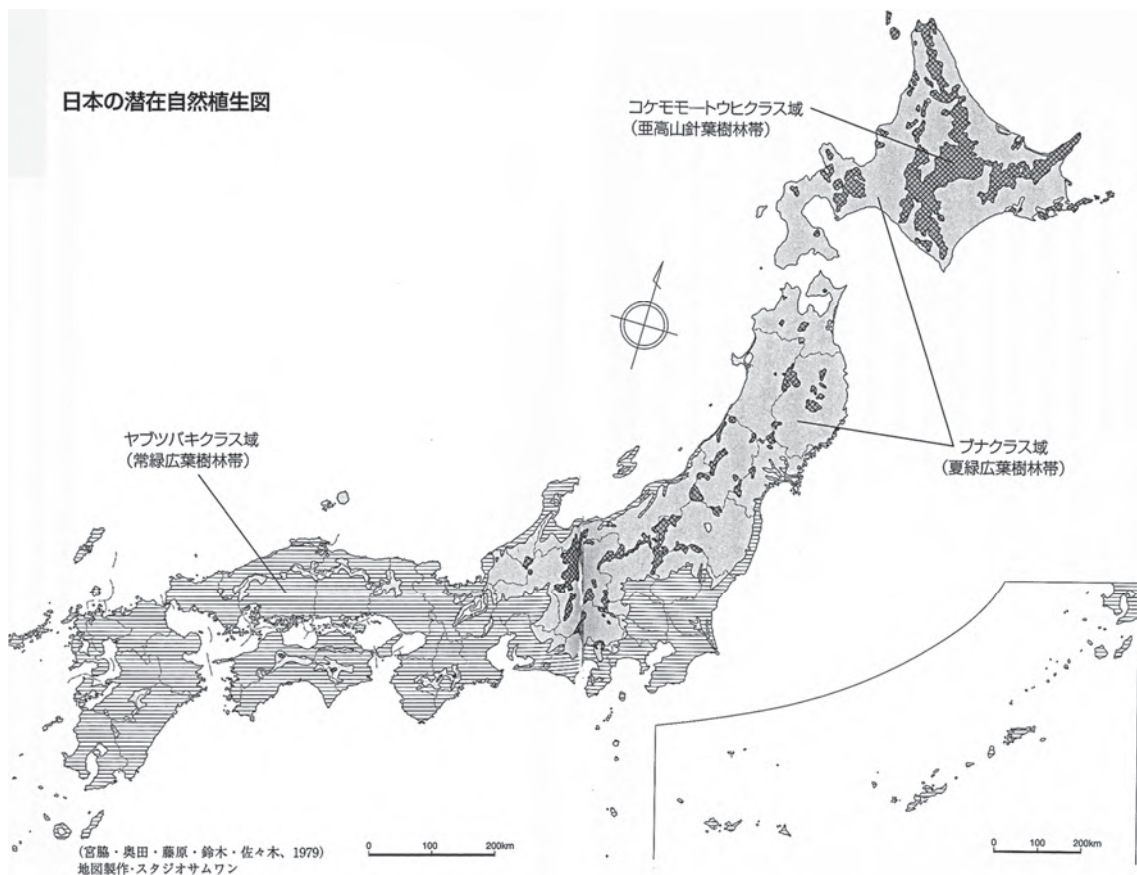 日本の潜在自然植生図
コケモモートウヒクラス域
(亜高山針葉樹林帯)
ヤブツバキクラス域
(常緑広葉樹林帯)
ブナクラス域
(夏緑広葉樹林帯)
(宮脇・奥田・藤原・鈴木・佐々木、1979)
地図製作・スタジオサムワン
0 100 200km
0 100 200km